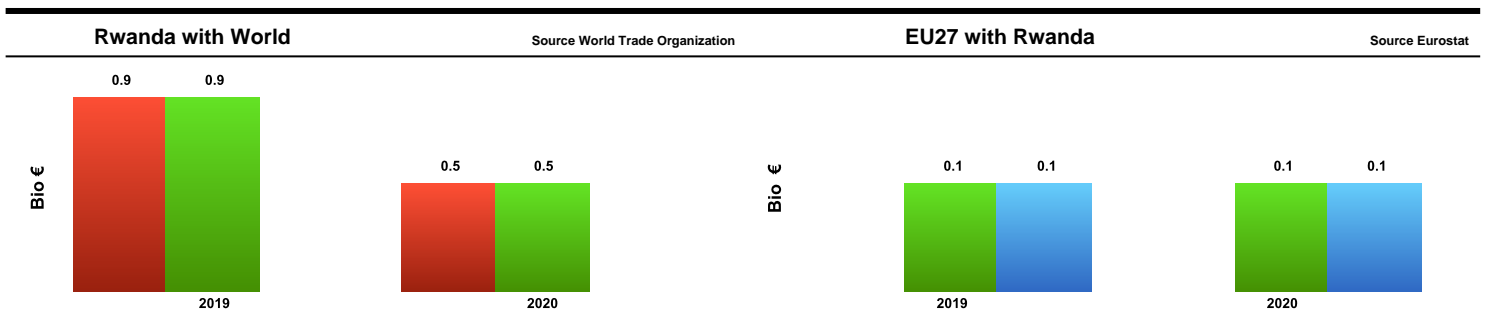 Rwanda with World
Source World Trade Organization
0.9 0.9
0.5 0.5
Bio €
2019 2020
EU27 with Rwanda
Source Eurostat
0.1 0.1
0.1 0.1
Bio €
2019 2020